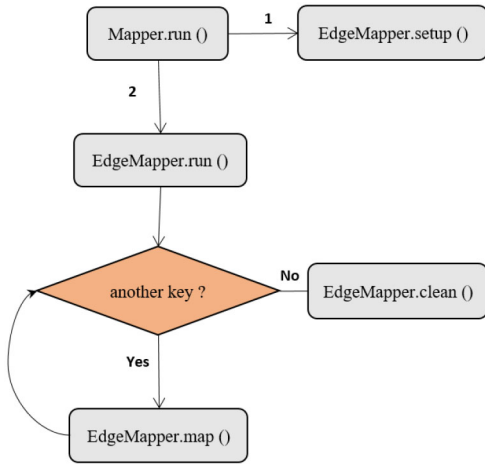 Mapper.run ()
1
EdgeMapper.setup ()
2
EdgeMapper.run ()
another key ?
No
EdgeMapper.clean ()
Yes
EdgeMapper.map ()